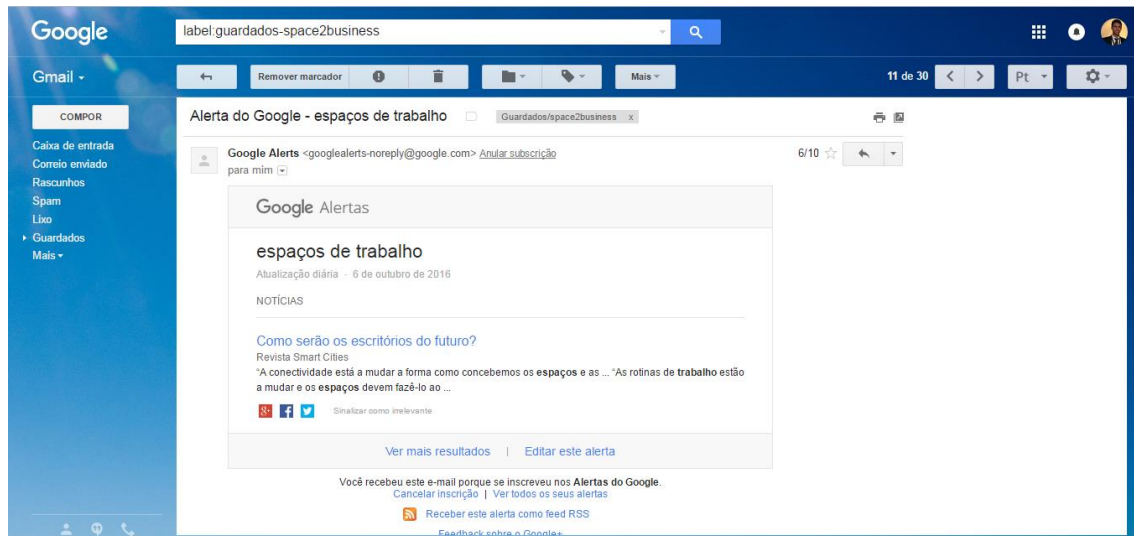 Google
label:guardados-space2business
Gmail
Remover marcador
Mais
11 de 30
Pt
COMPOR
Caixa de entrada
Correio enviado
Rascunhos
Spam
Lixo
Guardados
Mais
Alerta do Google - espaços de trabalho
Guardados/space2business x
Google Alerts <googlealerts-noreply@google.com> Anular subscrição
6/10
para mim
Google Alertas
espaços de trabalho
Atualização diária · 6 de outubro de 2016
NOTÍCIAS
Como serão os escritórios do futuro?
Revista Smart Cities
“A conectividade está a mudar a forma como concebemos os espaços e as ... “As rotinas de trabalho estão
a mudar e os espaços devem fazê-lo ao ...
Sinalizar como irrelevante
Ver mais resultados | Editar este alerta
Você recebeu este e-mail porque se inscreveu nos Alertas do Google.
Cancelar inscrição | Ver todos os seus alertas
Receber este alerta como feed RSS
Feedback sobre o Google+